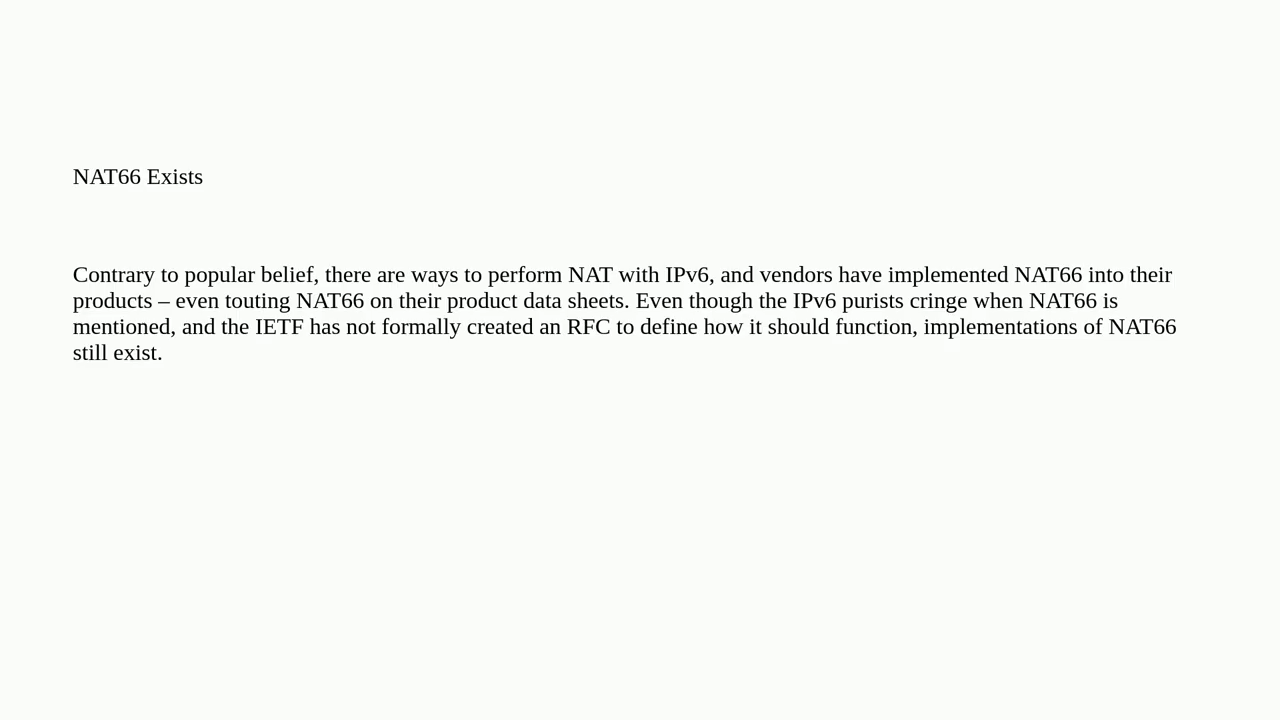 NAT66 Exists
Contrary to popular belief, there are ways to perform NAT with IPv6, and vendors have implemented NAT66 into their
products – even touting NAT66 on their product data sheets. Even though the IPv6 purists cringe when NAT66 is
mentioned, and the IETF has not formally created an RFC to define how it should function, implementations of NAT66
still exist.